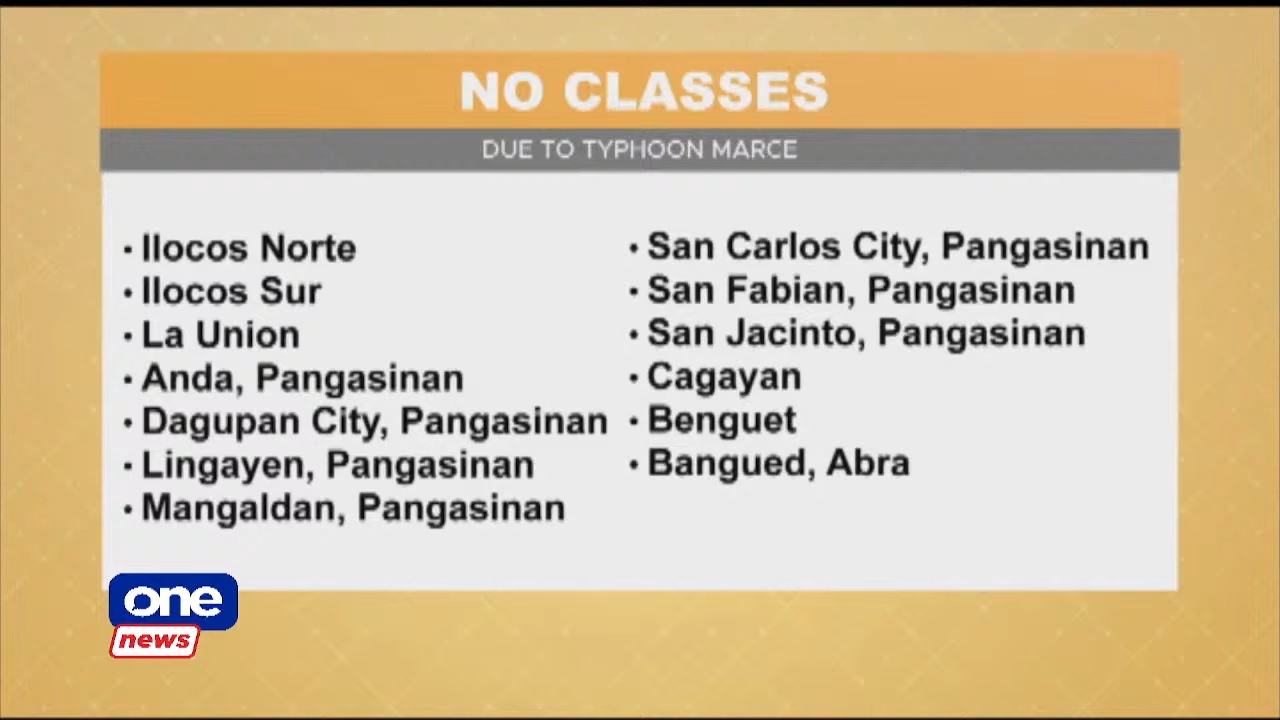 NO CLASSES
DUE TO TYPHOON MARCE
• Ilocos Norte
• Ilocos Sur
• La Union
• Anda, Pangasinan
• Dagupan City, Pangasinan
• Lingayen, Pangasinan
• Mangaldan, Pangasinan
• San Carlos City, Pangasinan
• San Fabian, Pangasinan
• San Jacinto, Pangasinan
• Cagayan
• Benguet
• Bangued, Abra
one
news